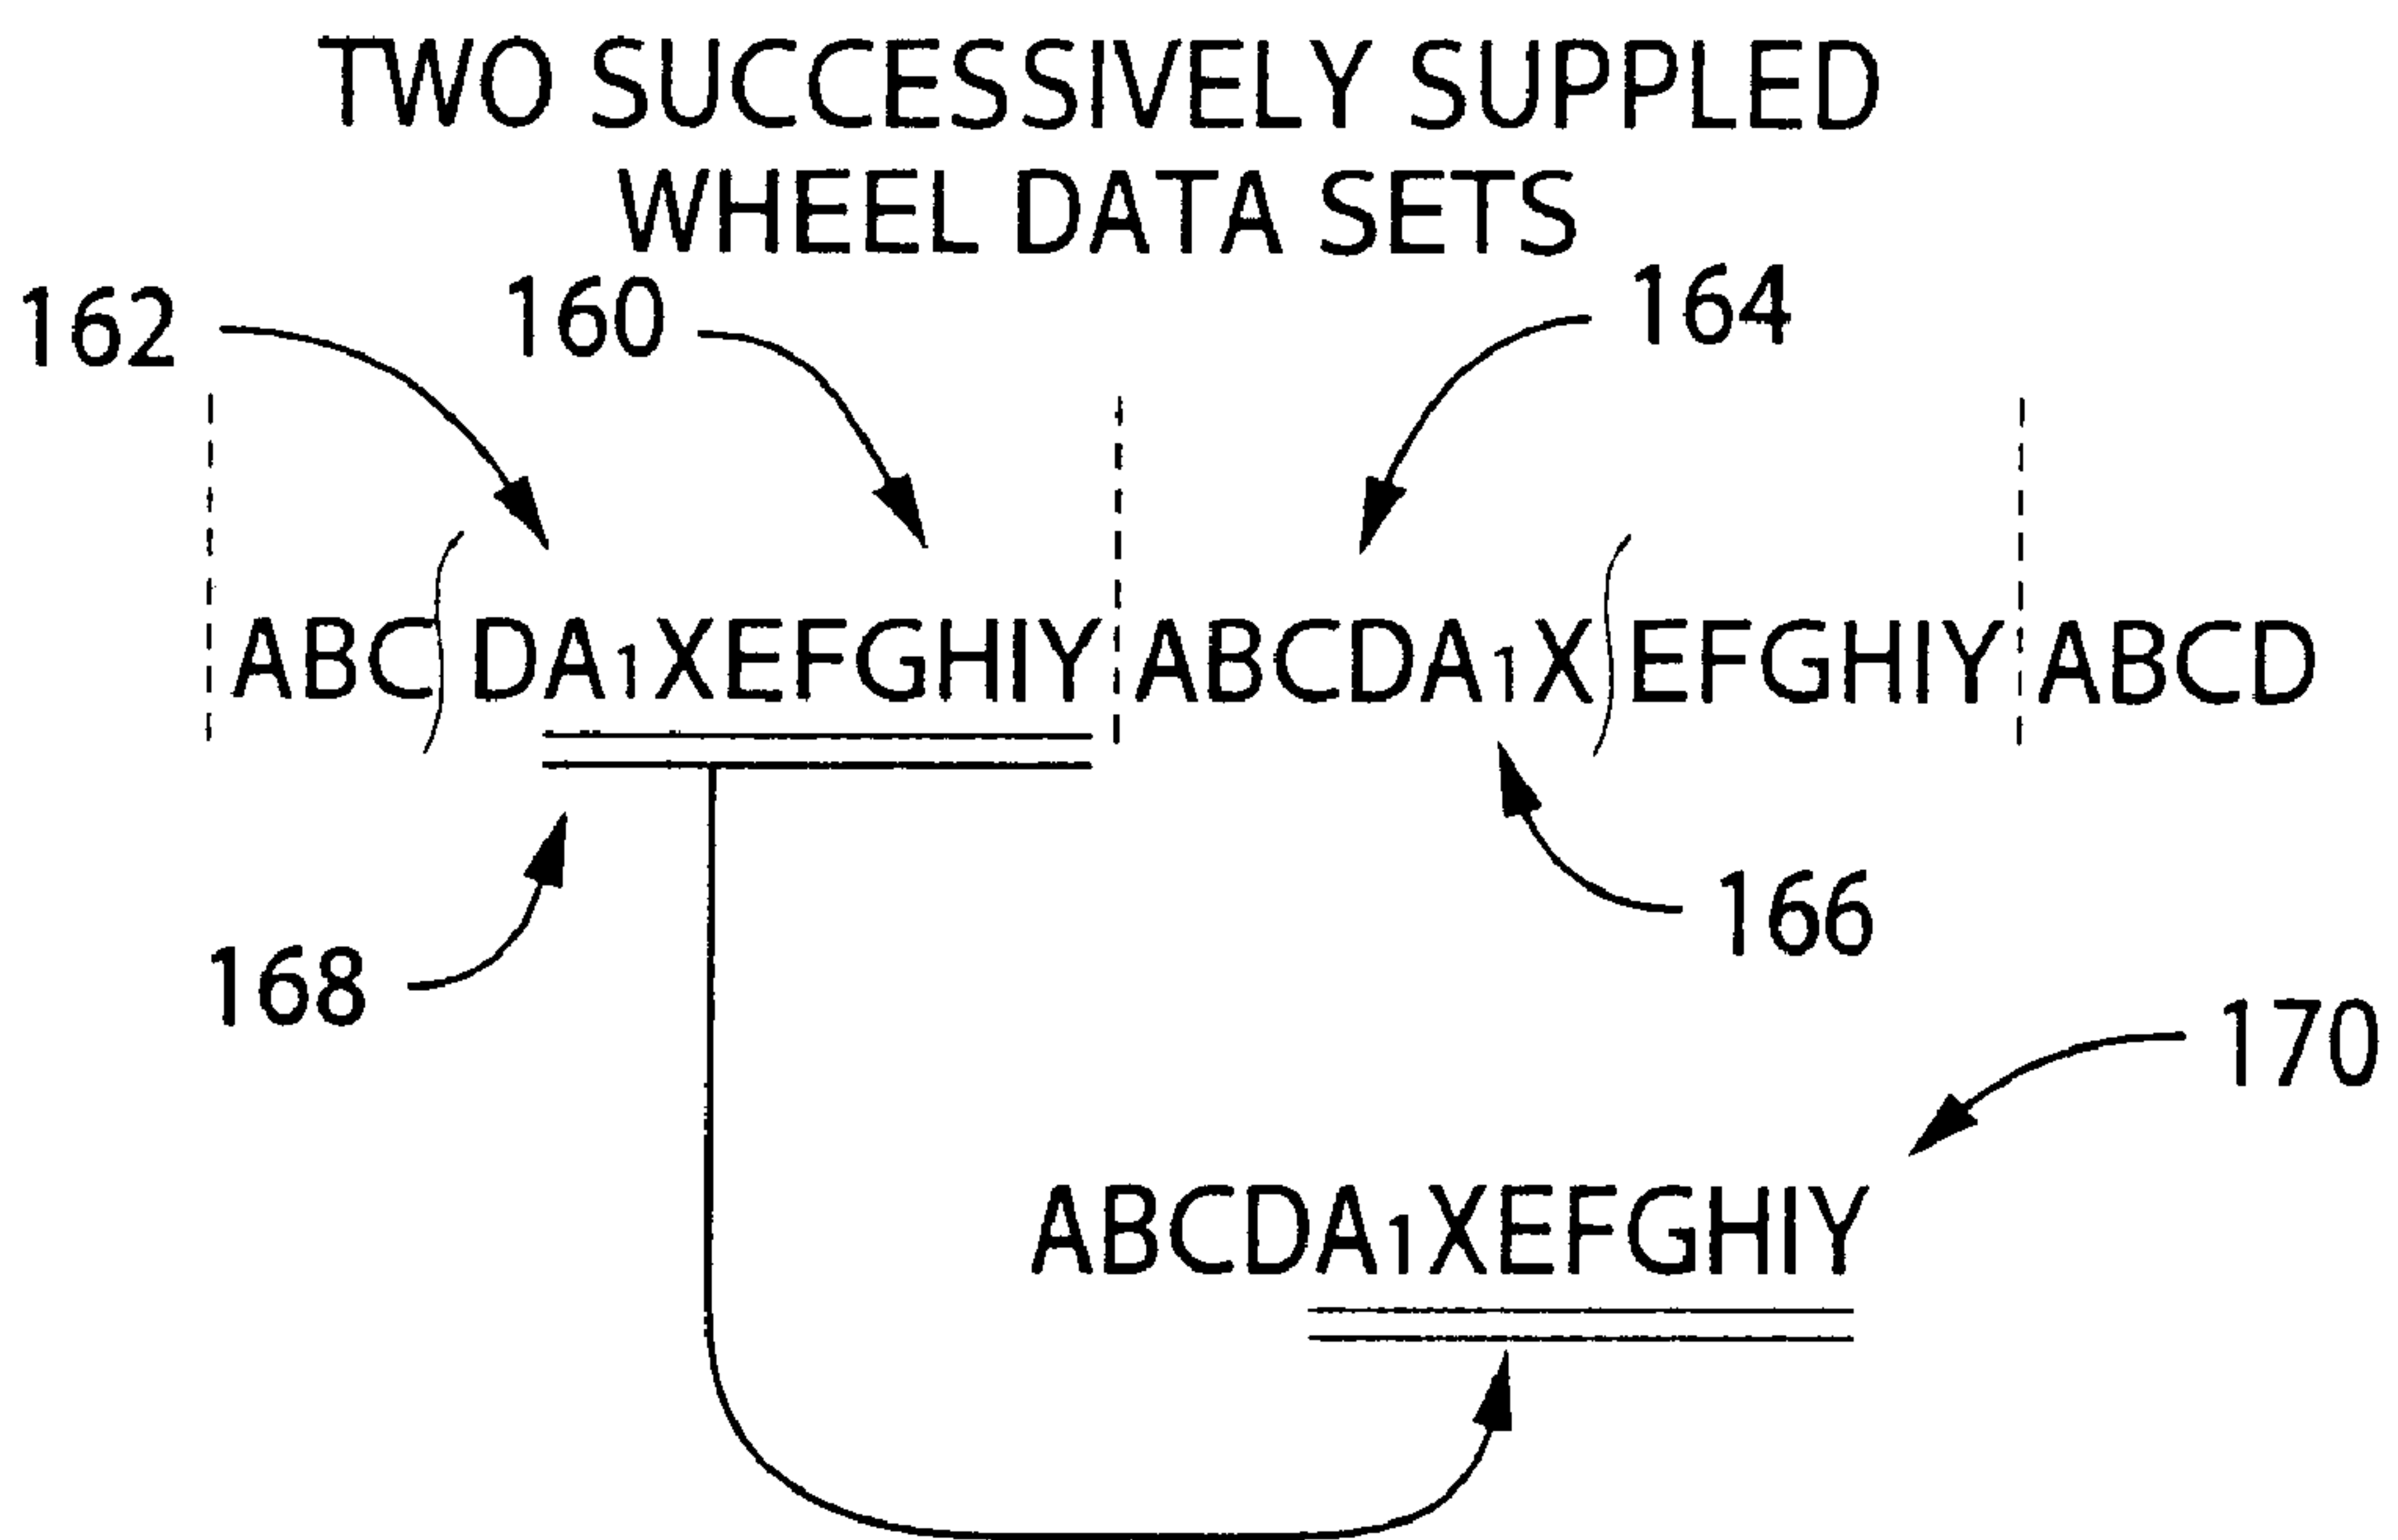 TWO SUCCESSIVELY SUPPLED
WHEEL DATA SETS
162 160 164
ABC DA1XEFGHIY ABCDA1X EFGHIY ABCD
166
168
170
ABCDA1XEFGHIY